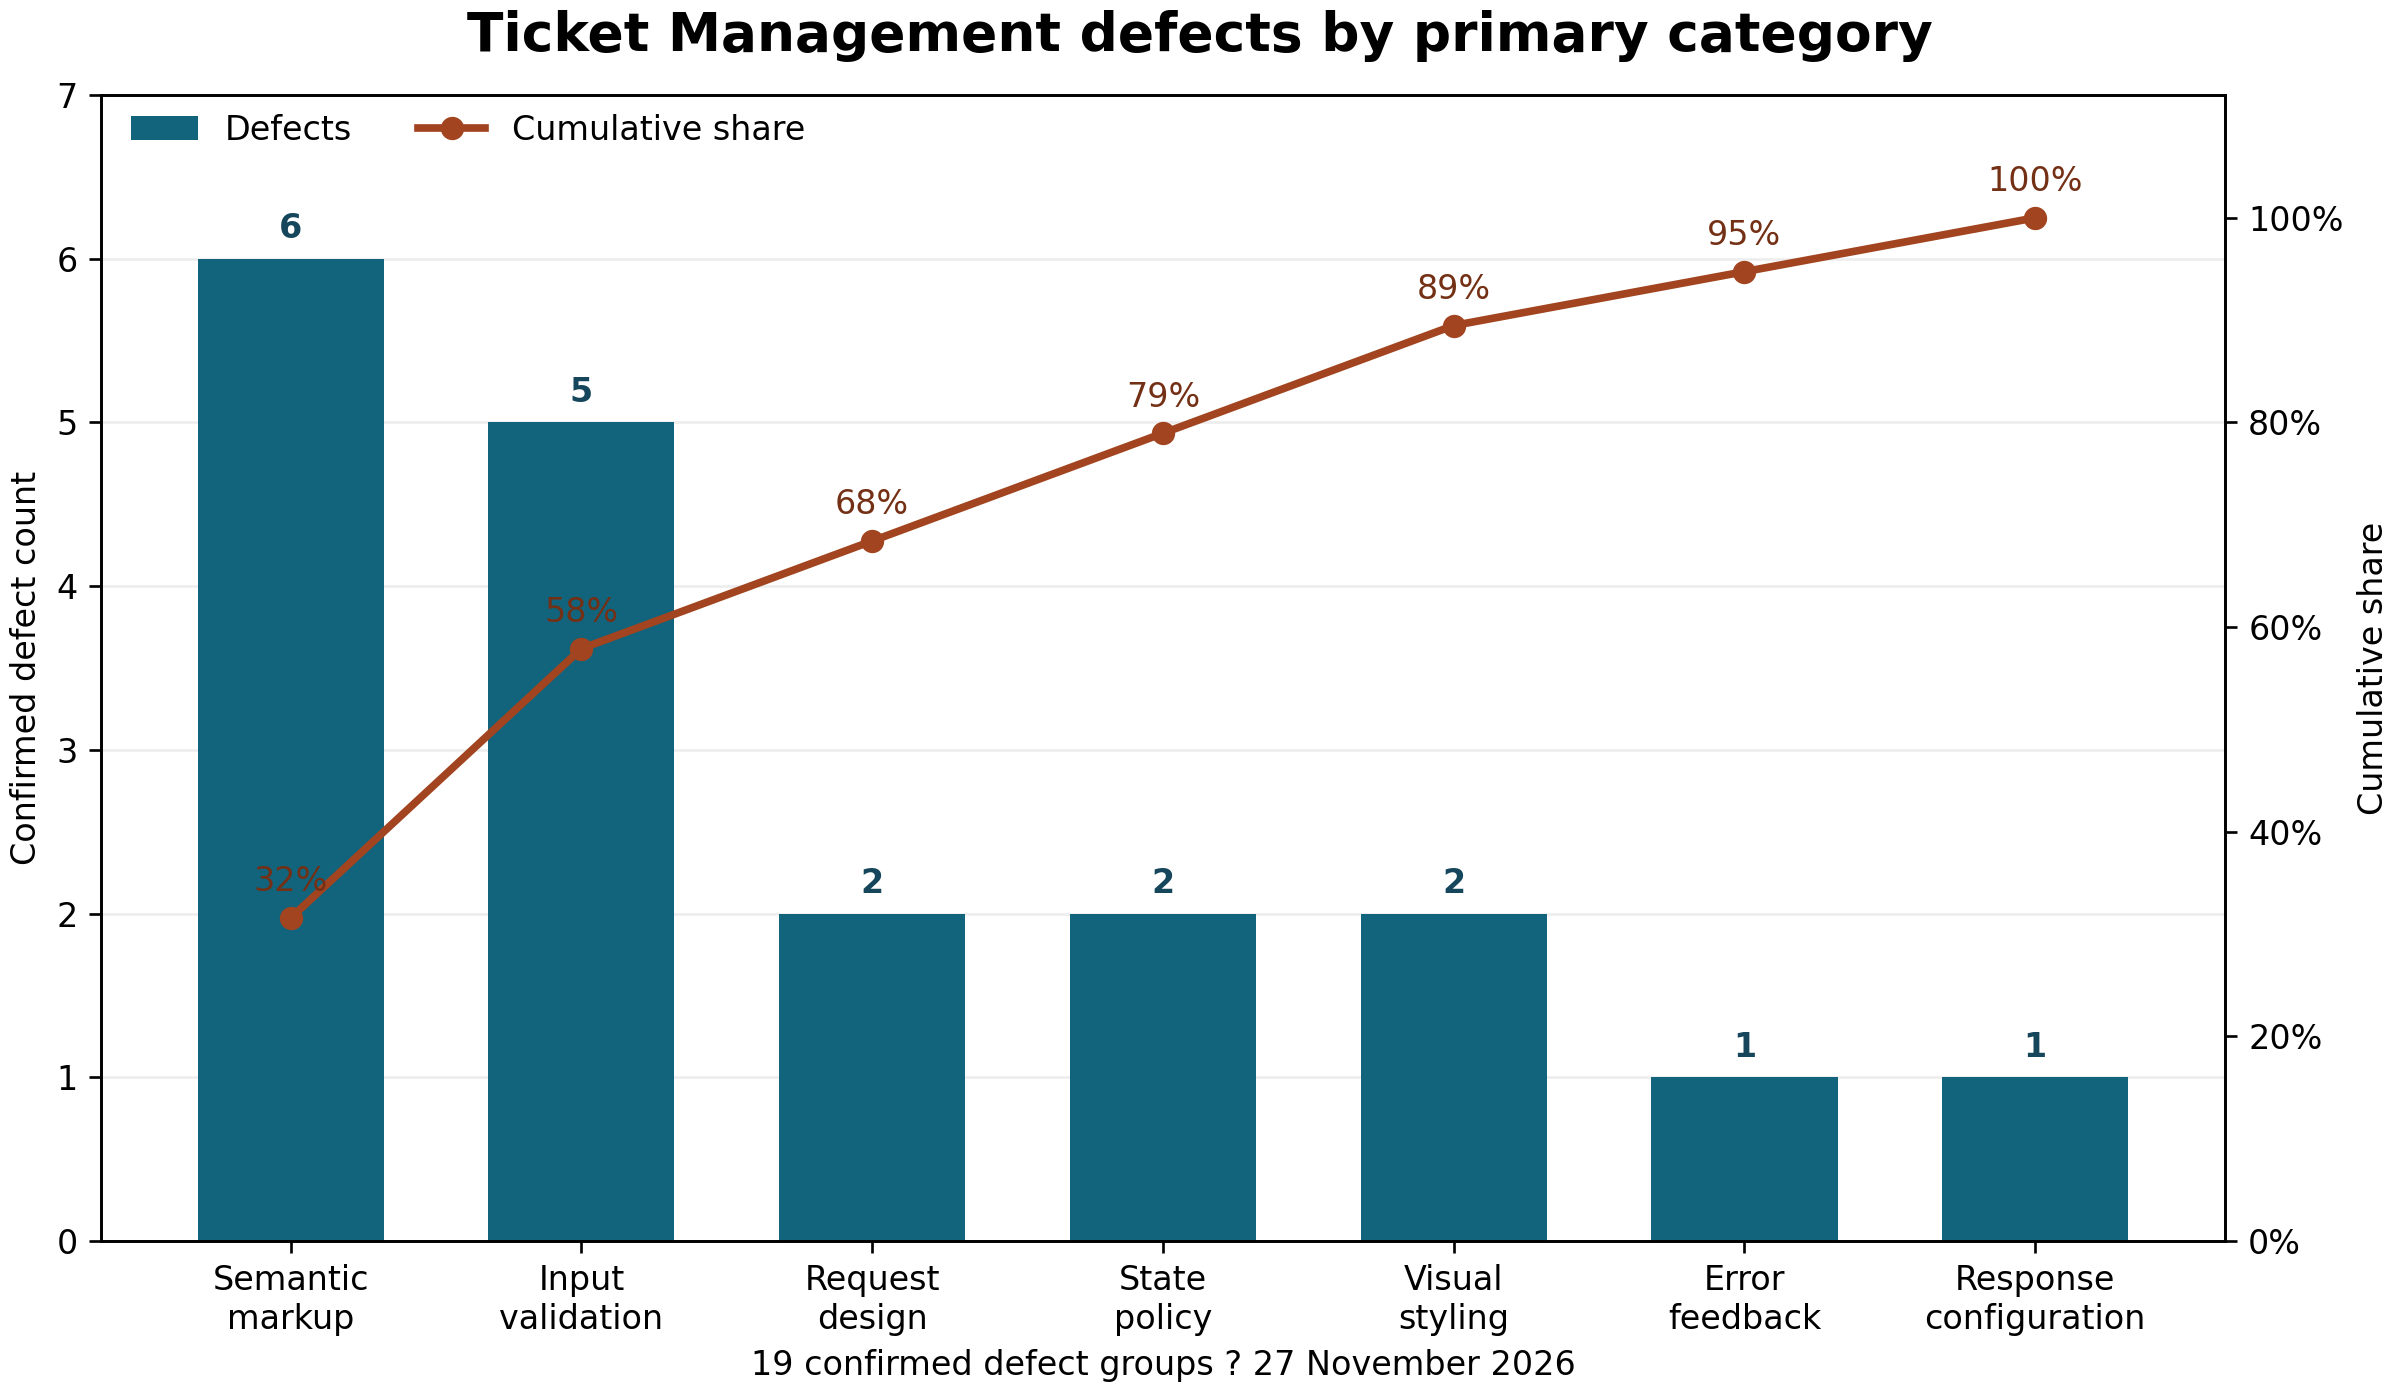 Ticket Management defects by primary category
Defects
Cumulative share
7
6
5
4
3
2
1
0
Confirmed defect count
100%
80%
60%
40%
20%
0%
Cumulative share
6
5
2
2
2
1
1
32%
58%
68%
79%
89%
95%
100%
Semantic
markup
Input
validation
Request
design
State
policy
Visual
styling
Error
feedback
Response
configuration
19 confirmed defect groups ? 27 November 2026